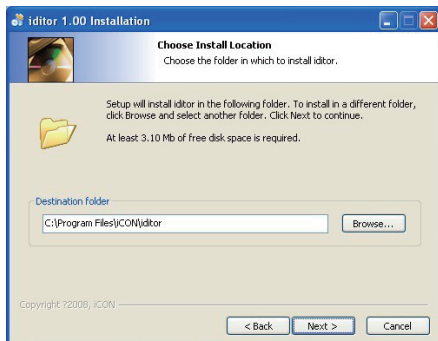 iditor 1.00 Installation
Choose Install Location
Choose the folder in which to install iditor.
Setup will install iditor in the following folder. To install in a different folder,
click Browse and select another folder. Click Next to continue.
At least 3.10 Mb of free disk space is required.
Destination folder
C:\Program Files\iCON\iditor
Browse...
Copyright ?2008, iCON
< Back
Next >
Cancel